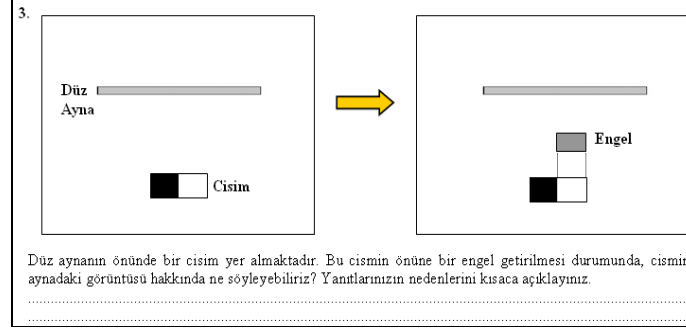 3.
Düz
Ayna
Cisim
Engel
Düz aynanın önünde bir cisim yer almaktadır. Bu cismin önüne bir engel getirilmesi durumunda, cismin
aynadaki görüntüsü hakkında ne söyleyebiliriz? Yanıtlarınızın nedenlerini kısaca açıklayınız.